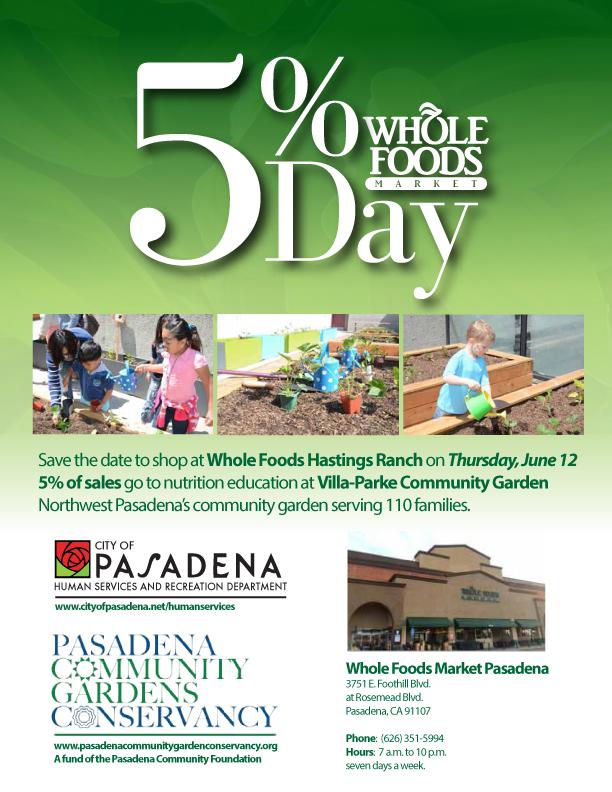 5% Day
WHOLE
FOODS
MARKET
Save the date to shop at Whole Foods Hastings Ranch on Thursday, June 12
5% of sales go to nutrition education at Villa-Parke Community Garden
Northwest Pasadena's community garden serving 110 families.
CITY OF
PASADENA
HUMAN SERVICES AND RECREATION DEPARTMENT
www.cityofpasadena.net/humanservices
PASADENA
COMMUNITY
GARDENS
CONSERVANCY
www.pasadenacommunitygardenconservancy.org
A fund of the Pasadena Community Foundation
WHOLE FOODS
Whole Foods Market Pasadena
3751 E. Foothill Blvd.
at Rosemead Blvd.
Pasadena, CA 91107
Phone: (626) 351-5994
Hours: 7 a.m. to 10 p.m.
seven days a week.